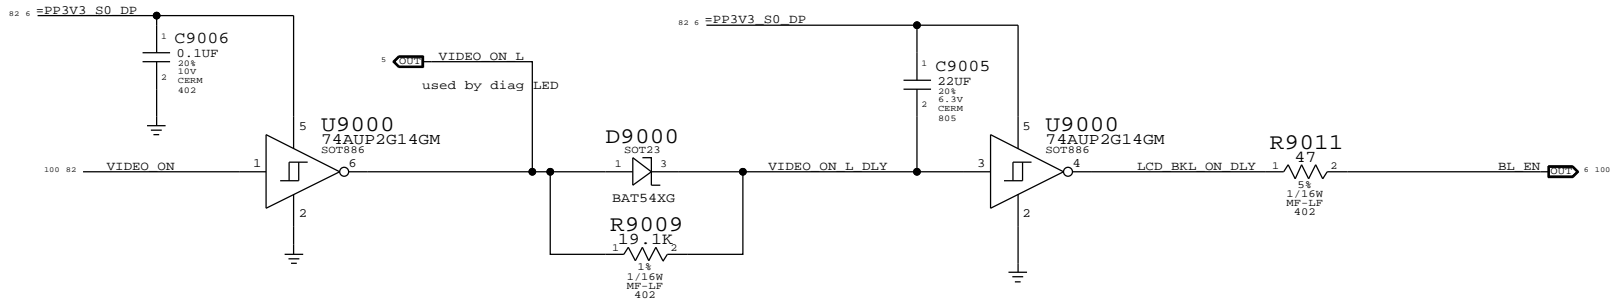 82 6 =PP3V3_S0_DP
1 C9006
0.1UF
20%
10V
2 CERM
402
5 OUT VIDEO_ON_L
used by diag LED
5 U9000
74AUP2G14GM
SOT886
100 82 VIDEO_ON 1 6
2
D9000
SOT23
1 3
BAT54XG
R9009
19.1K
1 2
1%
1/16W
MF-LF
402
82 6 =PP3V3_S0_DP
1 C9005
22UF
20%
6.3V
2 CERM
805
5 U9000
74AUP2G14GM
SOT886
VIDEO_ON_L_DLY 3 4
2
LCD_BKL_ON_DLY
R9011
47
1 2
5%
1/16W
MF-LF
402
BL_EN OUT 6 100